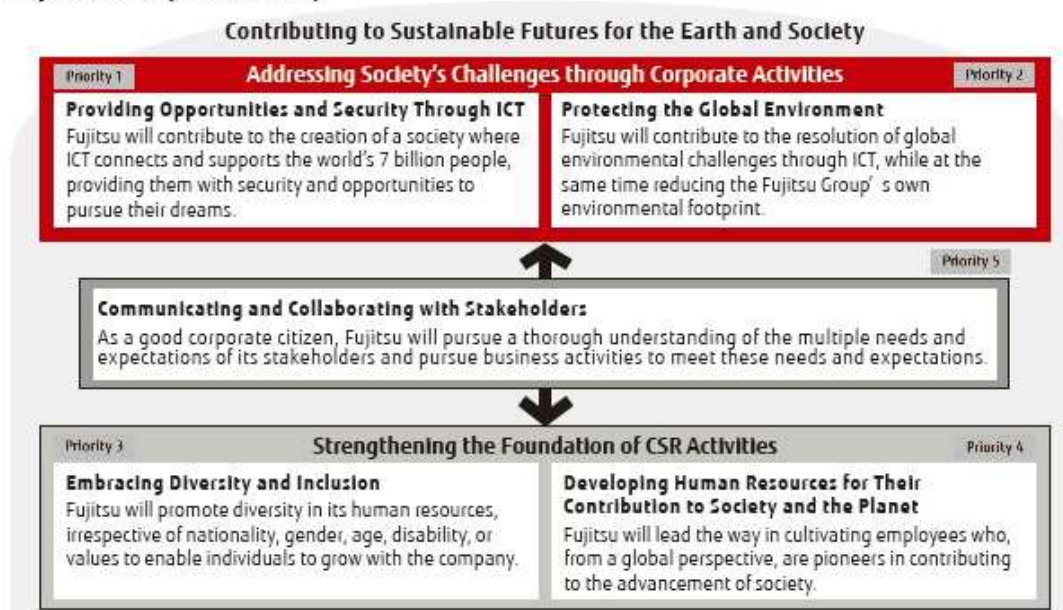 Contributing to Sustainable Futures for the Earth and Society
Priority 1
Addressing Society's Challenges through Corporate Activities
Priority 2
Providing Opportunities and Security Through ICT
Fujitsu will contribute to the creation of a society where
ICT connects and supports the world's 7 billion people,
providing them with security and opportunities to
pursue their dreams.
Protecting the Global Environment
Fujitsu will contribute to the resolution of global
environmental challenges through ICT, while at the
same time reducing the Fujitsu Group' s own
environmental footprint.
Priority 5
Communicating and Collaborating with Stakeholders
As a good corporate citizen, Fujitsu will pursue a thorough understanding of the multiple needs and
expectations of its stakeholders and pursue business activities to meet these needs and expectations.
Priority 3
Strengthening the Foundation of CSR Activities
Priority 4
Embracing Diversity and Inclusion
Fujitsu will promote diversity in its human resources,
irrespective of nationality, gender, age, disability, or
values to enable individuals to grow with the company.
Developing Human Resources for Their
Contribution to Society and the Planet
Fujitsu will lead the way in cultivating employees who,
from a global perspective, are pioneers in contributing
to the advancement of society.